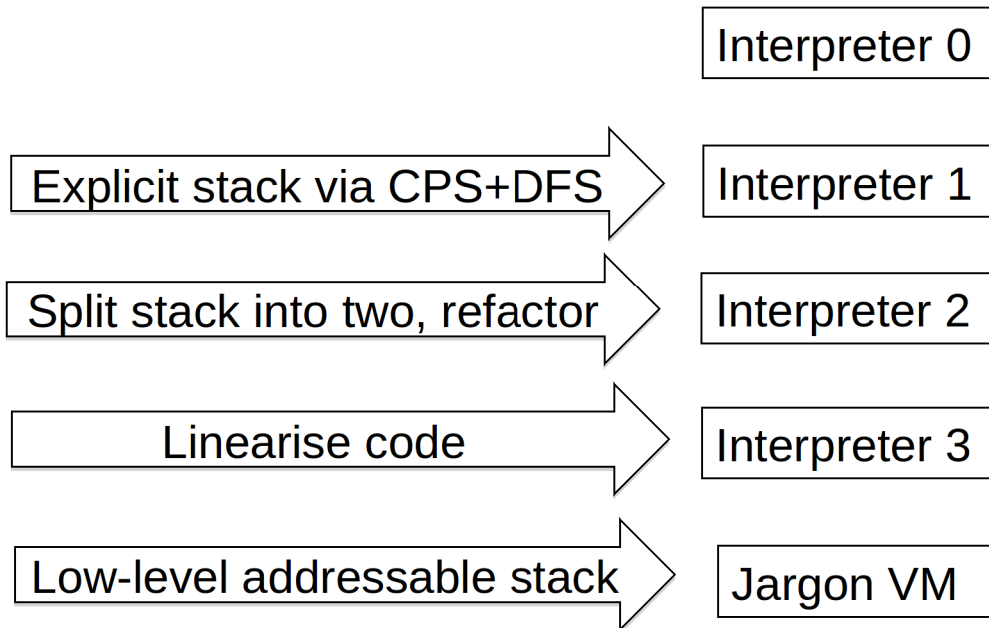 Interpreter 0
Explicit stack via CPS+DFS
Interpreter 1
Split stack into two, refactor
Interpreter 2
Linearise code
Interpreter 3
Low-level addressable stack
Jargon VM